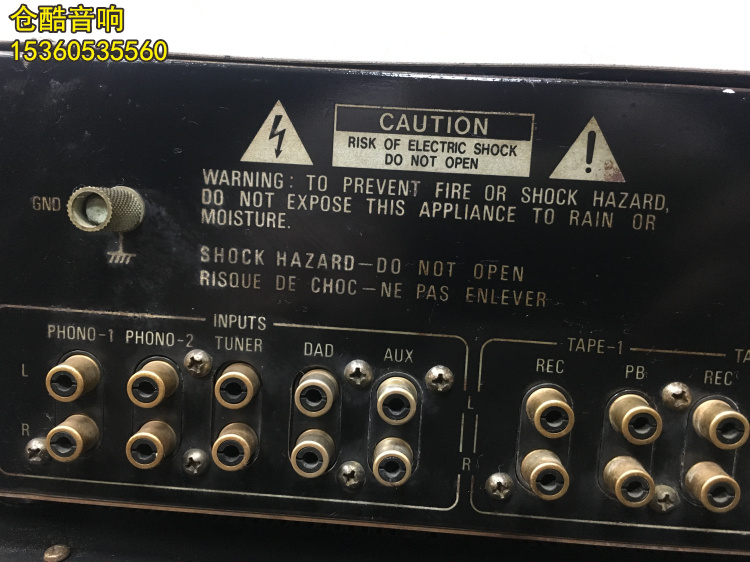 仓酷音响
15360535560
CAUTION
RISK OF ELECTRIC SHOCK
DO NOT OPEN
WARNING: TO PREVENT FIRE OR SHOCK HAZARD,
DO NOT EXPOSE THIS APPLIANCE TO RAIN OR
MOISTURE.
GND
SHOCK HAZARD—DO NOT OPEN
RISQUE DE CHOC—NE PAS ENLEVER
INPUTS
PHONO-1 PHONO-2 TUNER DAD AUX
L
R
TAPE-1
REC PB REC
L
R